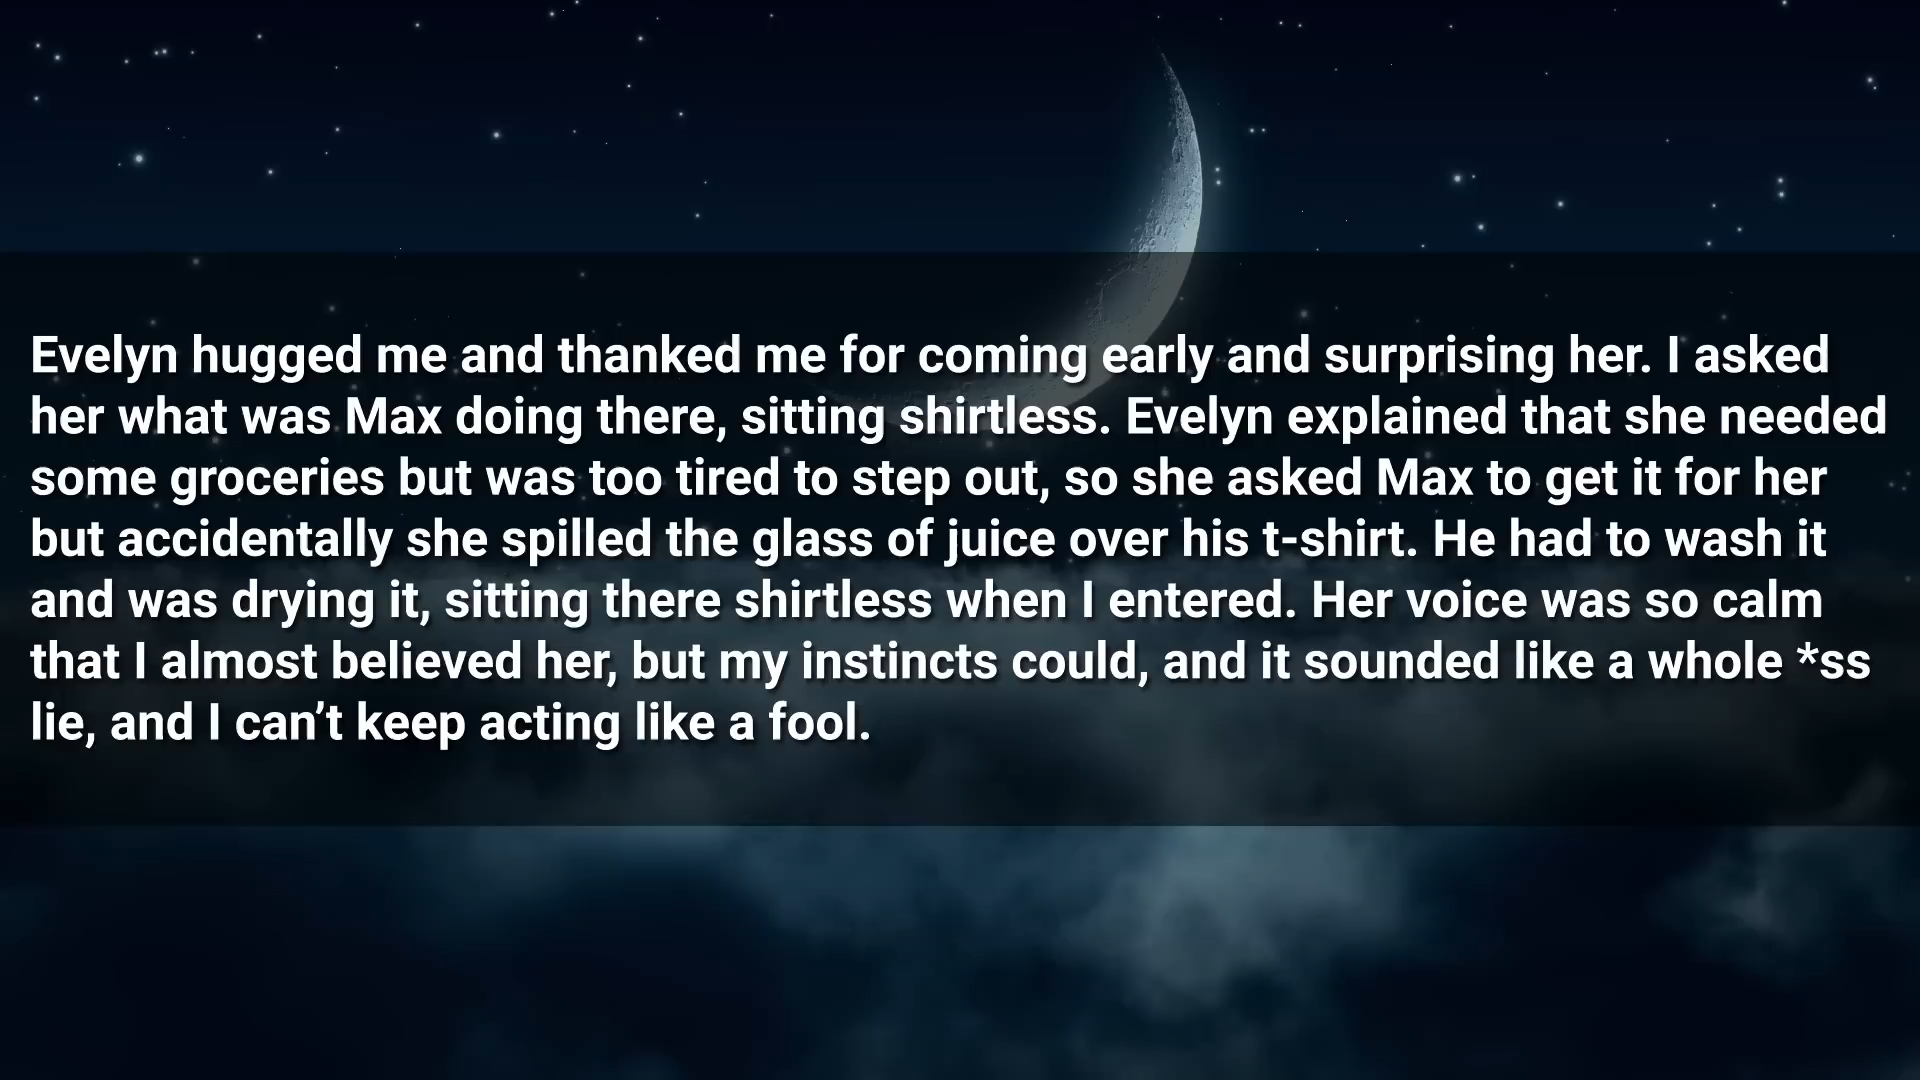 Evelyn hugged me and thanked me for coming early and surprising her. I asked
her what was Max doing there, sitting shirtless. Evelyn explained that she needed
some groceries but was too tired to step out, so she asked Max to get it for her
but accidentally she spilled the glass of juice over his t-shirt. He had to wash it
and was drying it, sitting there shirtless when I entered. Her voice was so calm
that I almost believed her, but my instincts could, and it sounded like a whole *ss
lie, and I can’t keep acting like a fool.